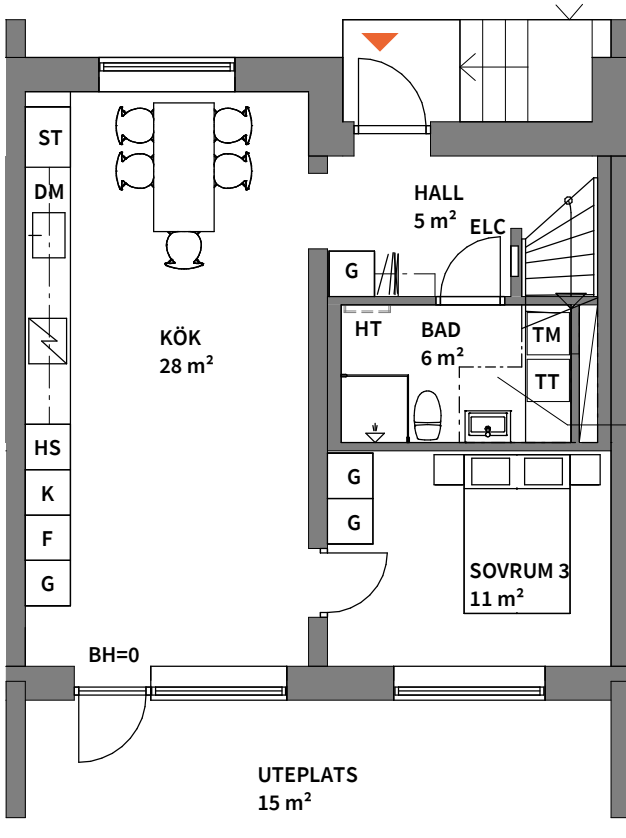 ST
DM
HALL
5 m²
ELC
G
KÖK
28 m²
HT
BAD
6 m²
TM
TT
HS
K
F
G
G
G
SOVRUM 3
11 m²
BH=0
UTEPLATS
15 m²